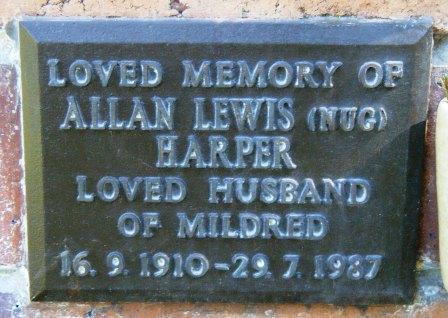 LOVED MEMORY OF
ALLAN LEWIS (NUG)
HARPER
LOVED HUSBAND
OF MILDRED
16. 9. 1910 - 29. 7. 1987